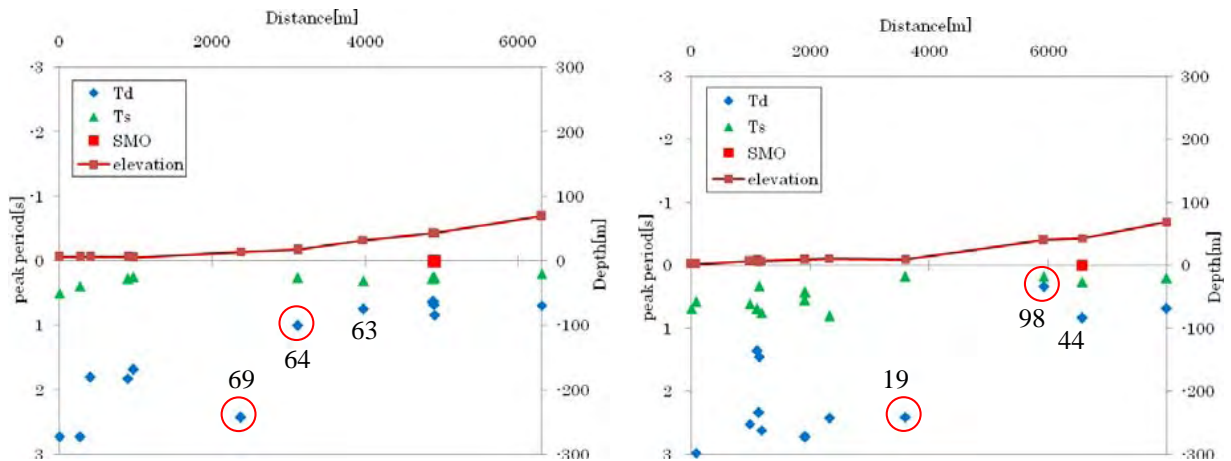 Distance[m]
0 2000 4000 6000
-3 300
-2 200
-1 100
0 0
1 -100
2 -200
3 -300
peak period[s]
Depth[m]
Td
Ts
SMO
elevation
69
64
63
Distance[m]
0 2000 4000 6000
-3 300
-2 200
-1 100
0 0
1 -100
2 -200
3 -300
peak period[s]
Depth[m]
Td
Ts
SMO
elevation
19
98
44